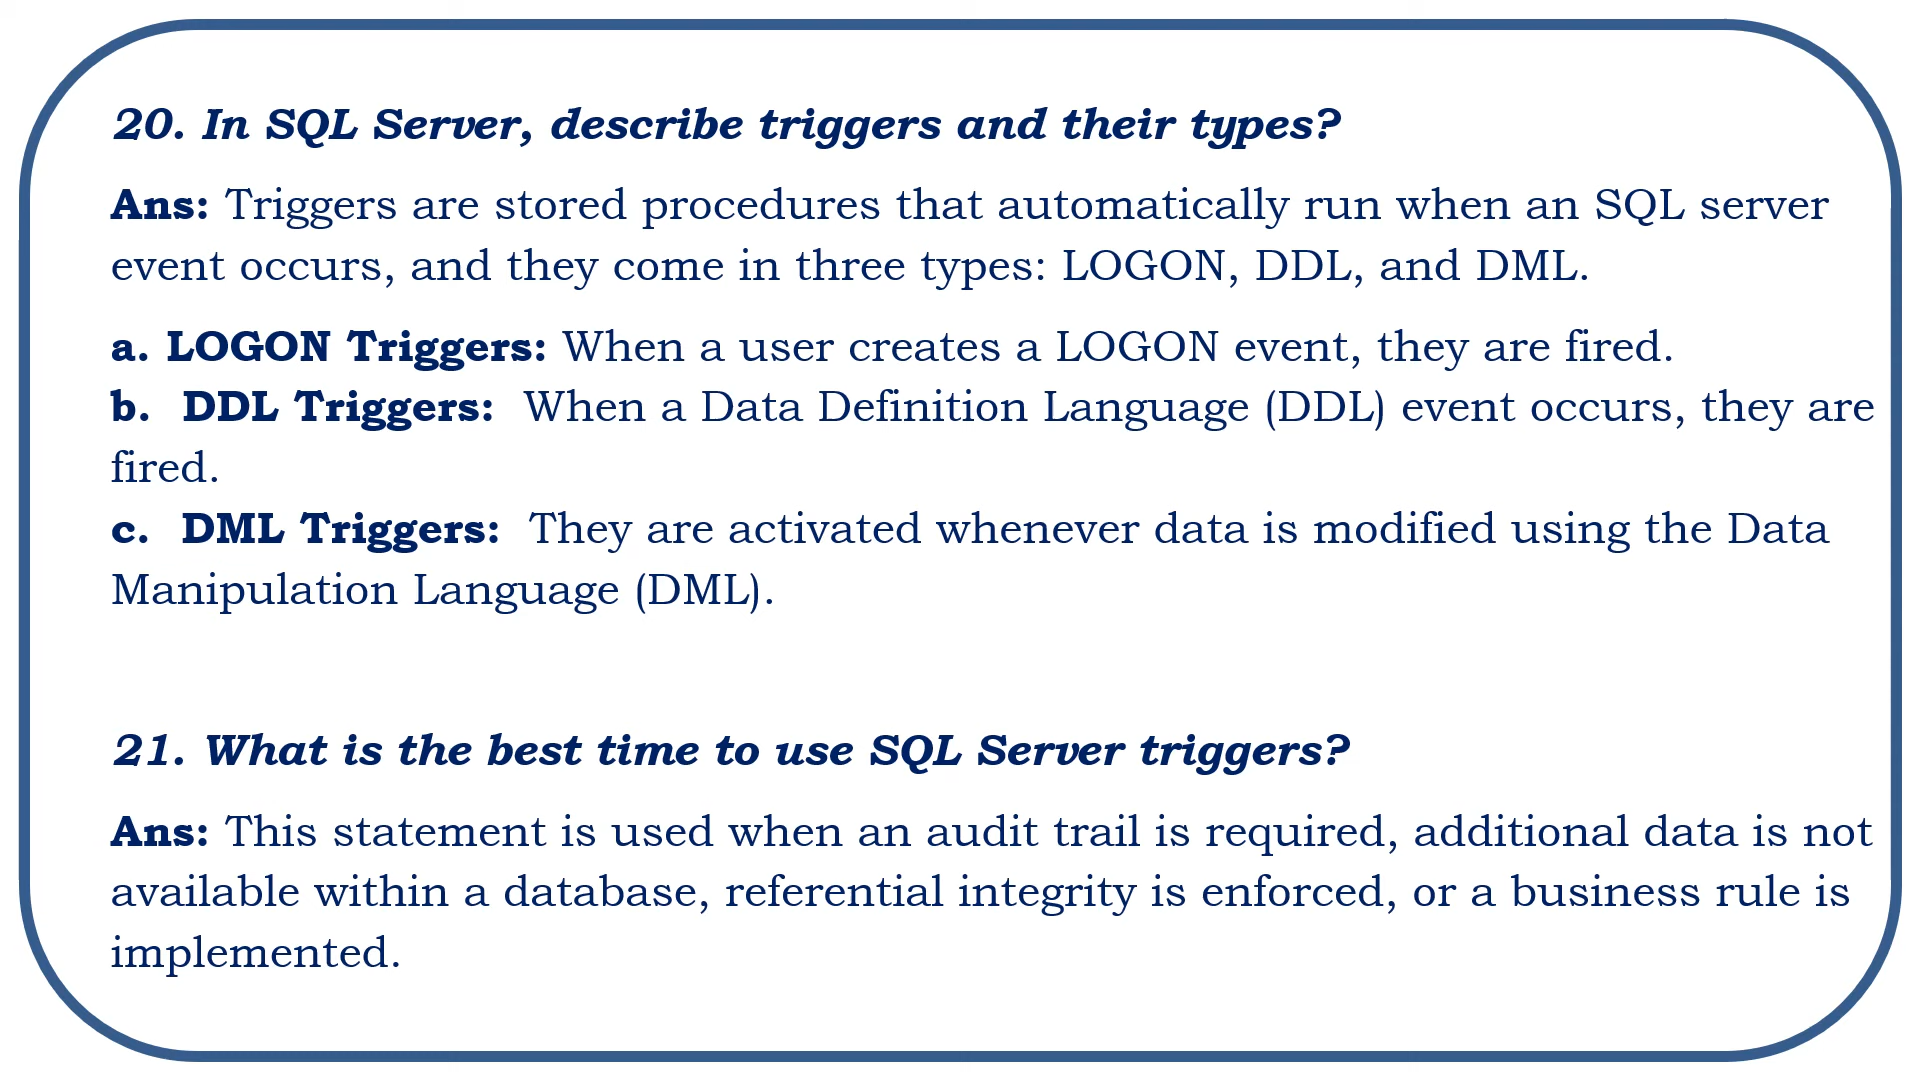 20. In SQL Server, describe triggers and their types?
Ans: Triggers are stored procedures that automatically run when an SQL server
event occurs, and they come in three types: LOGON, DDL, and DML.
a. LOGON Triggers: When a user creates a LOGON event, they are fired.
b. DDL Triggers: When a Data Definition Language (DDL) event occurs, they are
fired.
c. DML Triggers: They are activated whenever data is modified using the Data
Manipulation Language (DML).
21. What is the best time to use SQL Server triggers?
Ans: This statement is used when an audit trail is required, additional data is not
available within a database, referential integrity is enforced, or a business rule is
implemented.